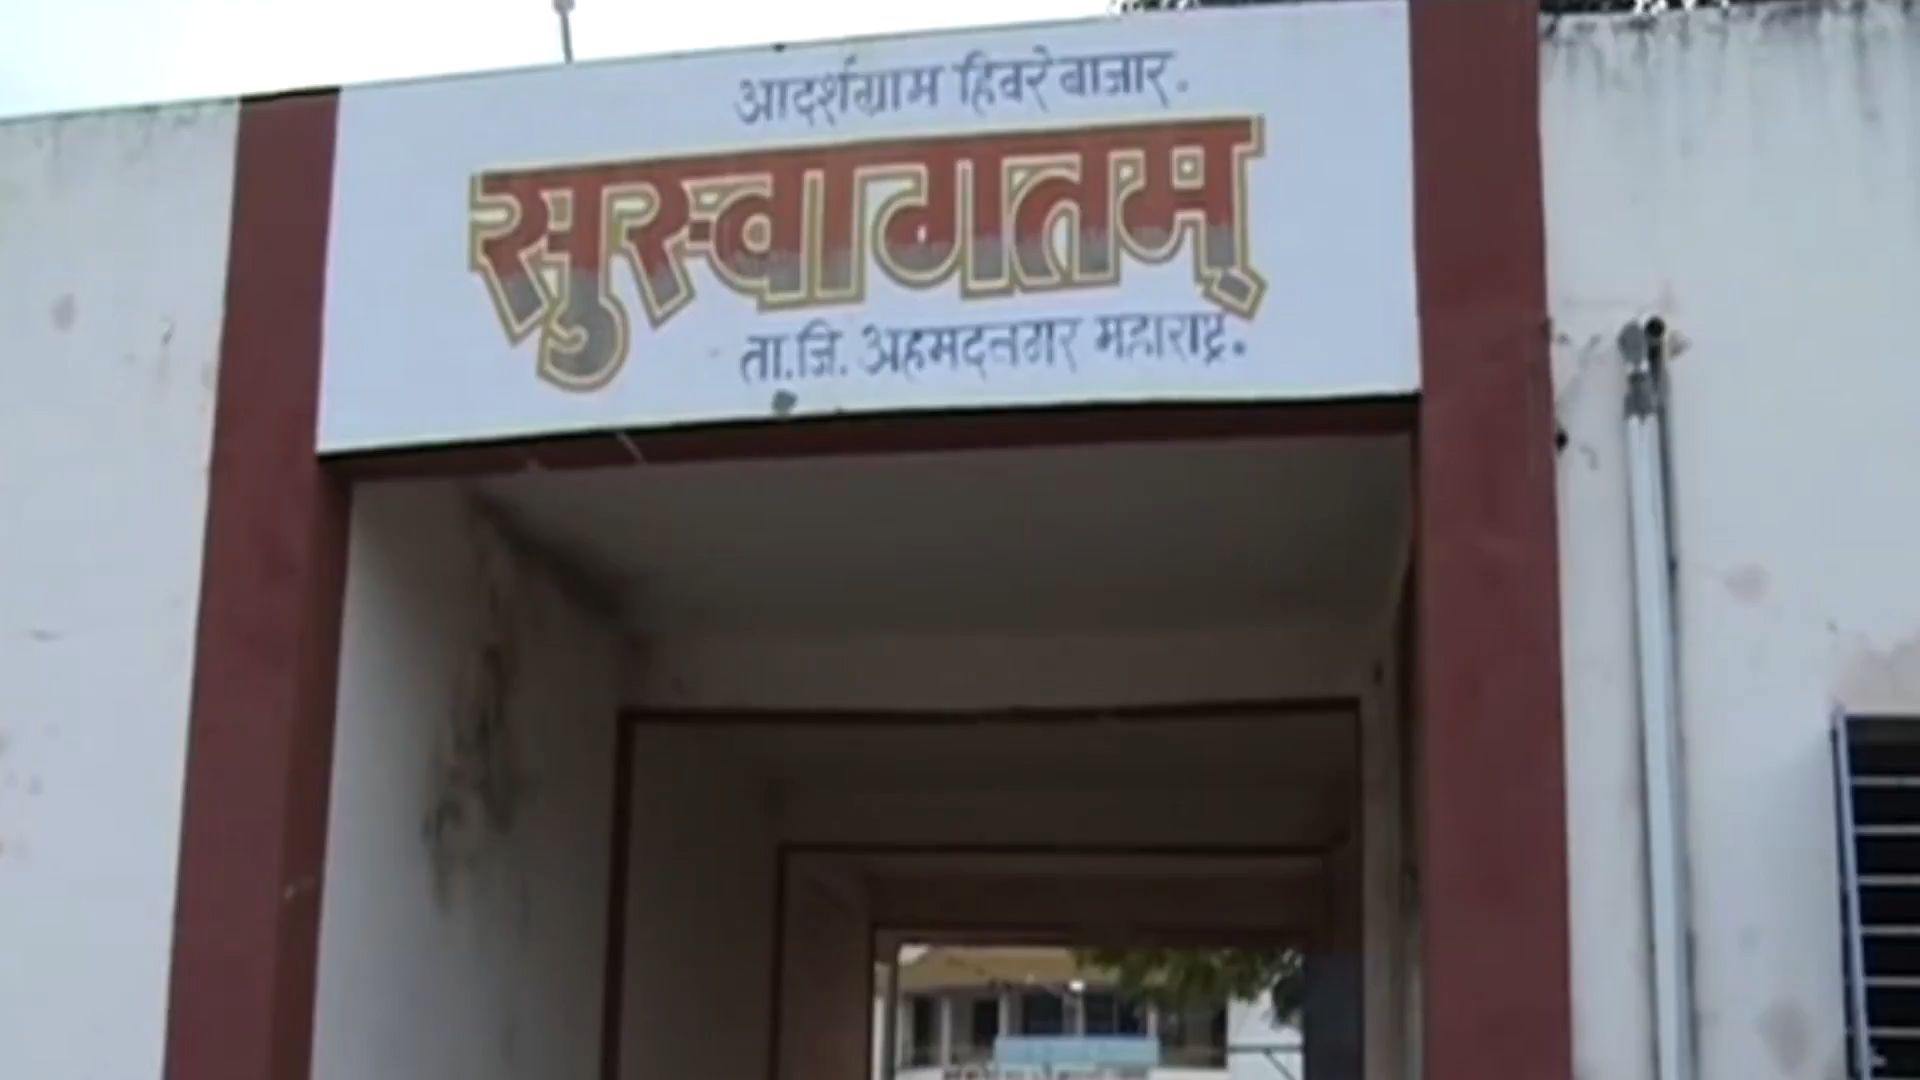 आदर्शग्राम हिवरे बाजार.
सुस्वागतम्
ता.जि. अहमदनगर महाराष्ट्र.